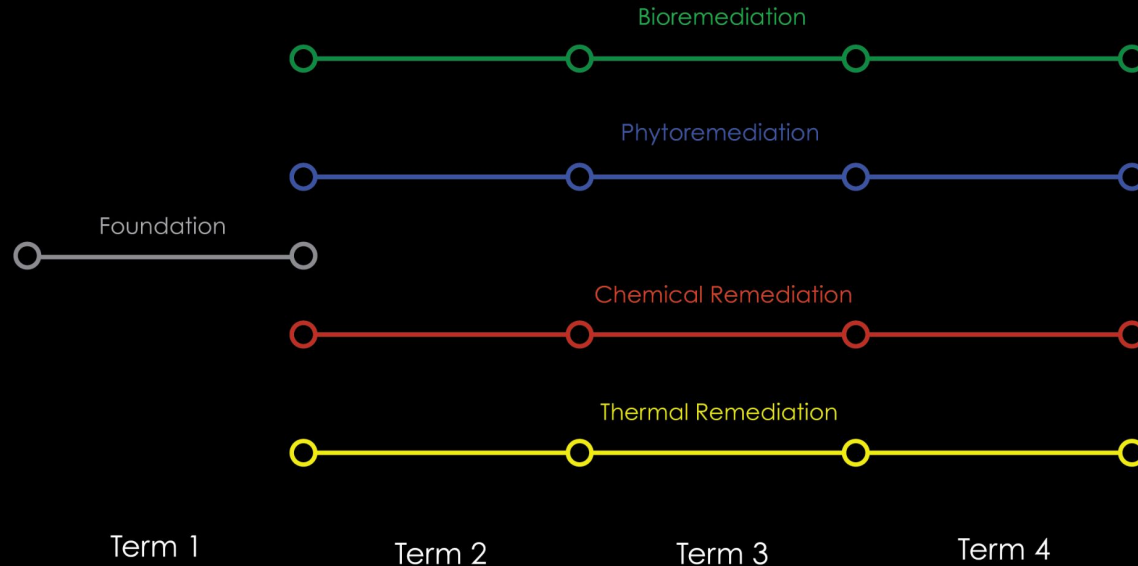 Bioremediation
Phytoremediation
Foundation
Chemical Remediation
Thermal Remediation
Term 1
Term 2
Term 3
Term 4